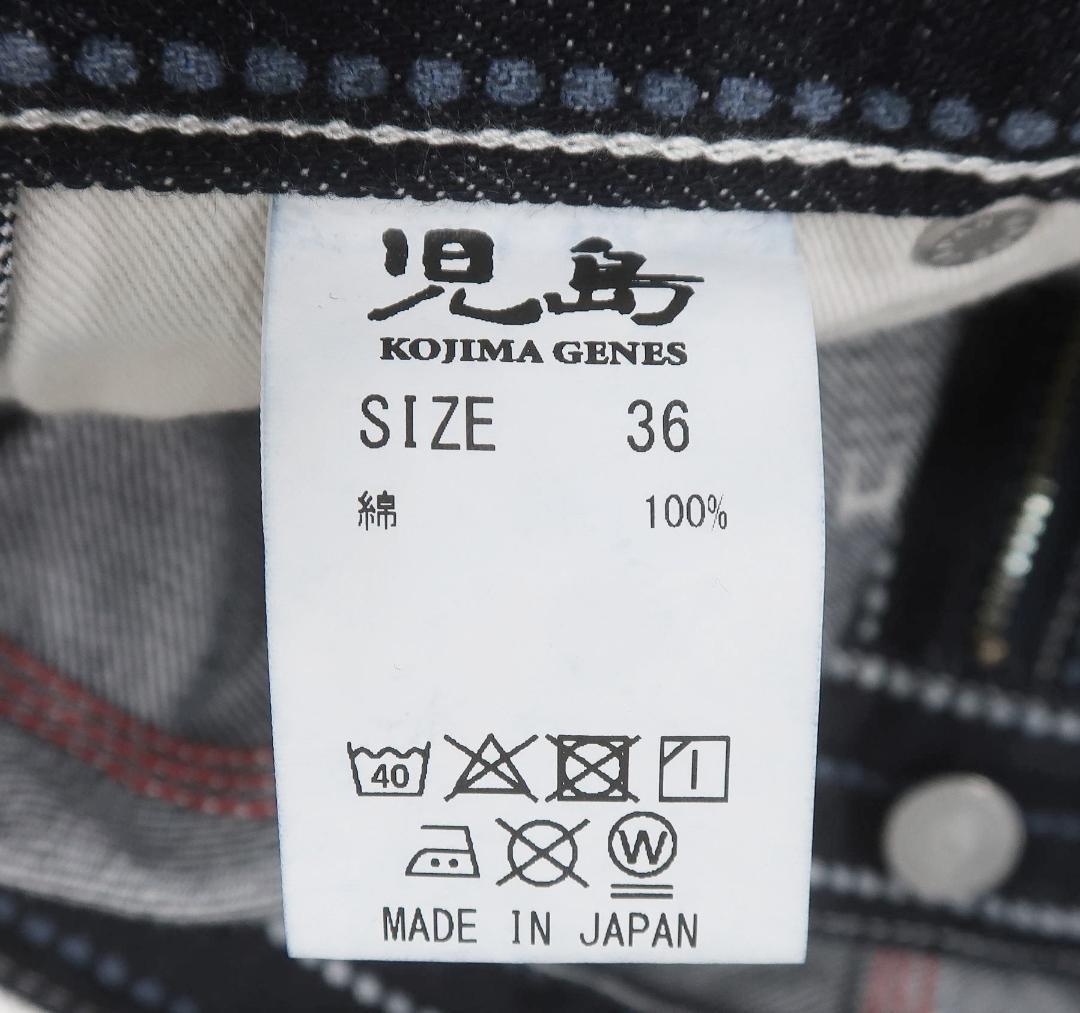 児島
KOJIMA GENES
SIZE 36
綿 100%
40
W
MADE IN JAPAN